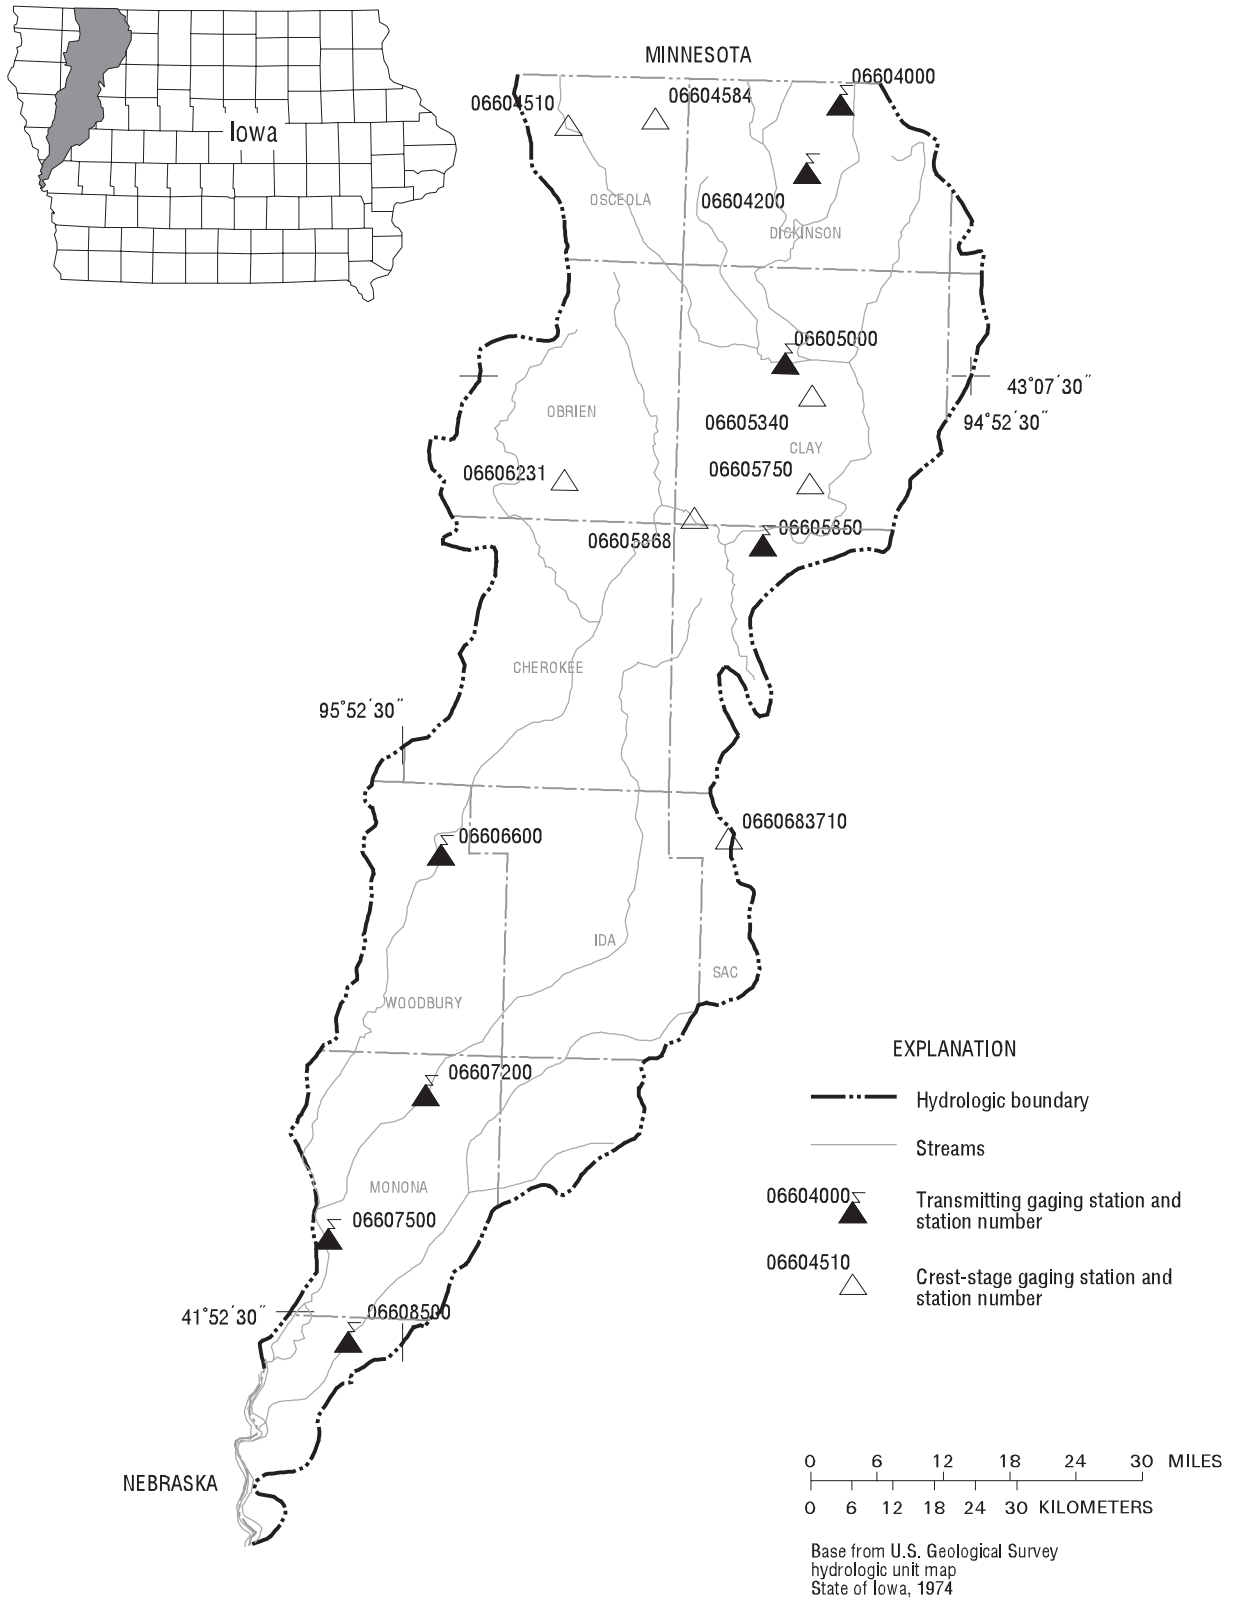 MINNESOTA
06604000
06604510
06604584
Iowa
OSCEOLA
06604200
DICKINSON
06605000
43°07'30"
OBRIEN
06605340
94°52'30"
CLAY
06606231
06605750
06605868
06605850
CHEROKEE
95°52'30"
06606600
0660683710
IDA
SAC
WOODBURY
06607200
MONONA
06607500
41°52'30"
06608500
NEBRASKA
EXPLANATION
Hydrologic boundary
Streams
06604000
Transmitting gaging station and
station number
06604510
Crest-stage gaging station and
station number
0 6 12 18 24 30 MILES
0 6 12 18 24 30 KILOMETERS
Base from U.S. Geological Survey
hydrologic unit map
State of Iowa, 1974